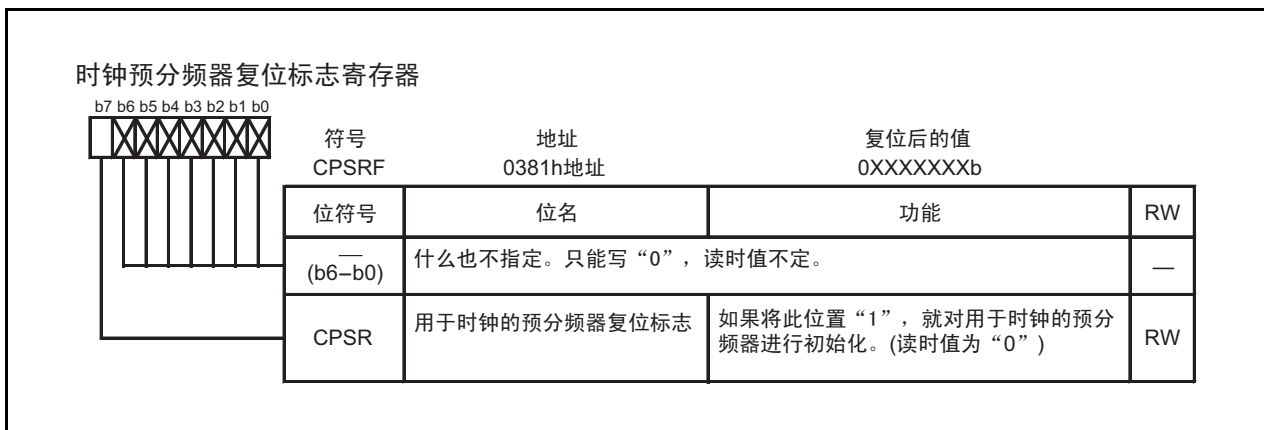 时钟预分频器复位标志寄存器
b7 b6 b5 b4 b3 b2 b1 b0
符号 地址 复位后的值
CPSRF 0381h地址 0XXXXXXXb
位符号 位名 功能 RW
— (b6–b0) 什么也不指定。只能写“0”，读时值不定。 —
CPSR 用于时钟的预分频器复位标志 如果将此位置“1”，就对用于时钟的预分 RW
频器进行初始化。(读时值为“0”)